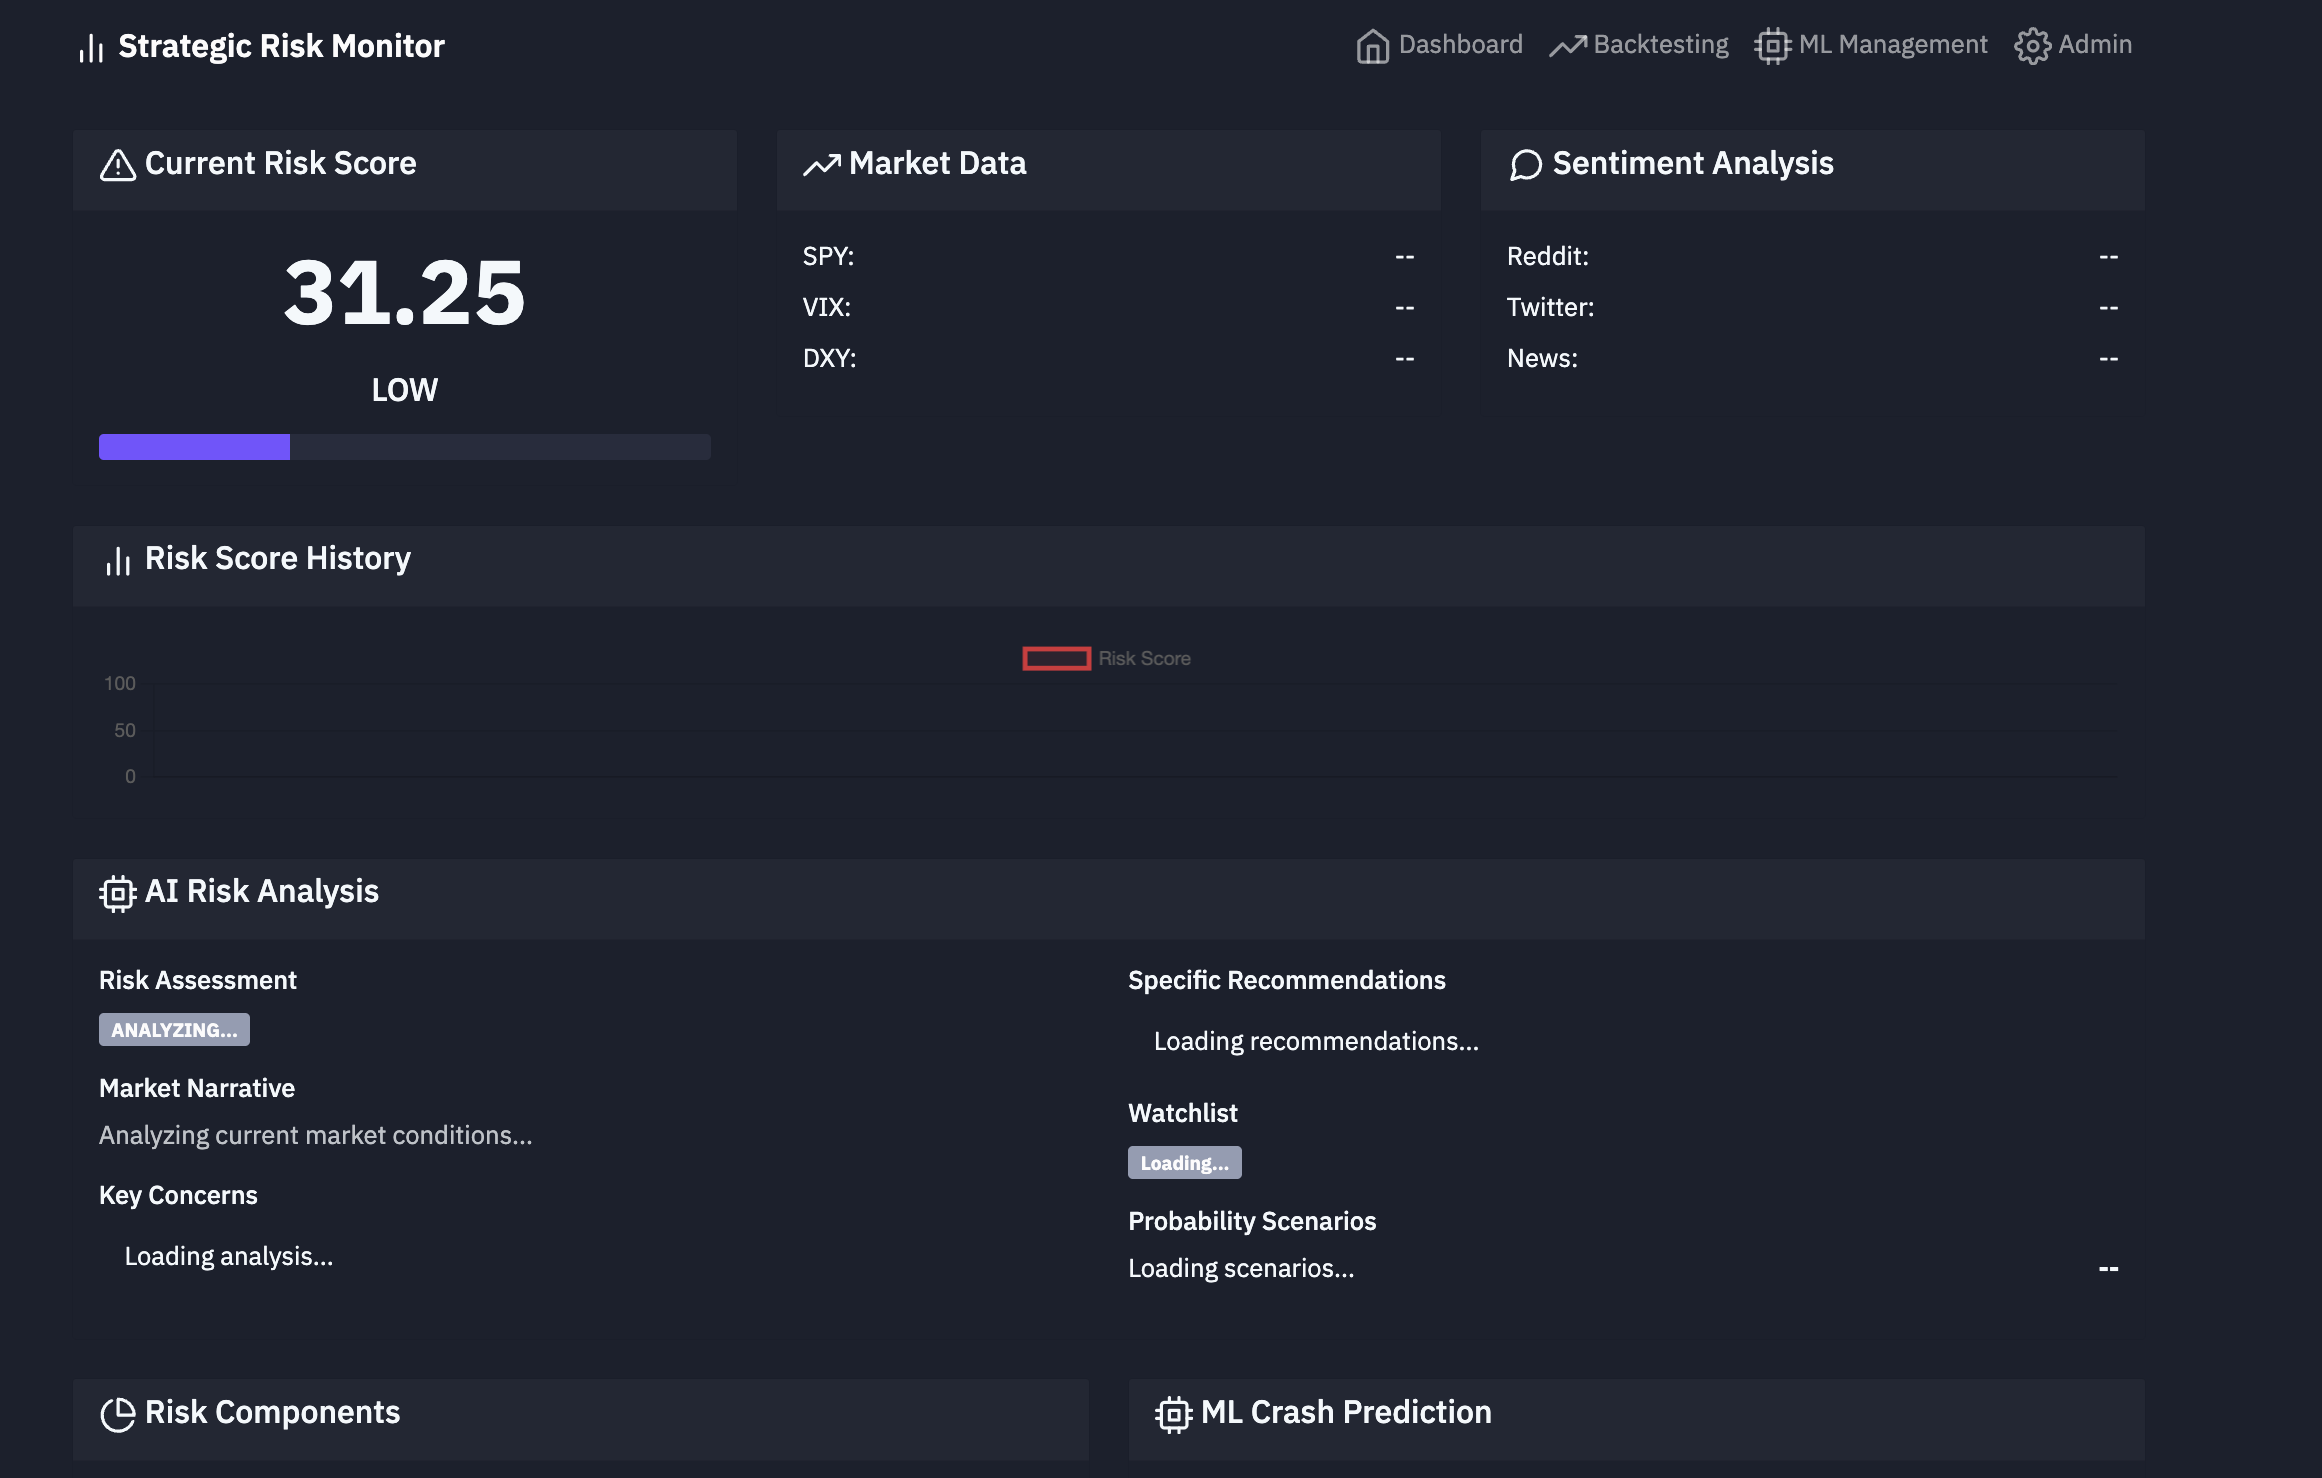 Strategic Risk Monitor
Dashboard Backtesting ML Management Admin
Current Risk Score
31.25
LOW
Market Data
SPY: --
VIX: --
DXY: --
Sentiment Analysis
Reddit: --
Twitter: --
News: --
Risk Score History
Risk Score
100
50
0
AI Risk Analysis
Risk Assessment
ANALYZING...
Market Narrative
Analyzing current market conditions...
Key Concerns
Loading analysis...
Specific Recommendations
Loading recommendations...
Watchlist
Loading...
Probability Scenarios
Loading scenarios... --
Risk Components
ML Crash Prediction